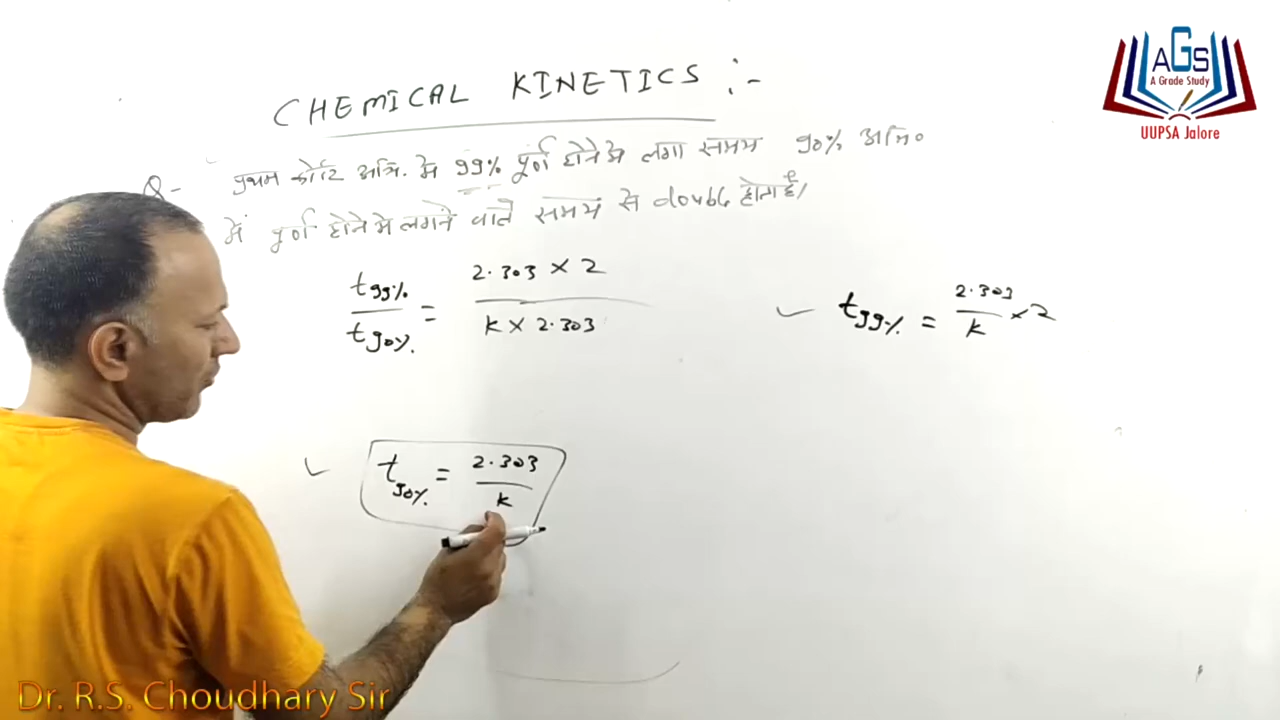 CHEMICAL KINETICS :-
Q- प्रथम कोटि अभि. में 99% पूर्ण होने में लगा समय 90% अभि०
में पूर्ण होने में लगने वाले समय से double होता है।
t99% / t90% = 2.303 × 2 / K × 2.303
✓ t99% = 2.303 / K × 2
✓ t90% = 2.303 / K
AGS
A Grade Study
UUPSA Jalore
Dr. R.S. Choudhary Sir